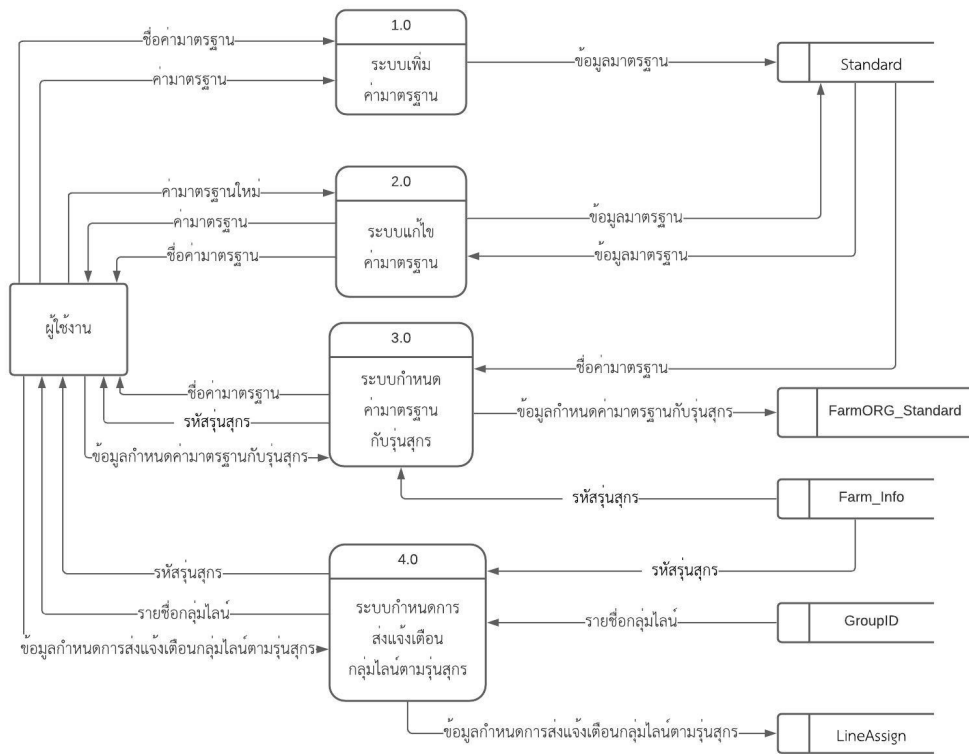 1.0
ชื่อค่ามาตรฐาน
ระบบเพิ่ม
ค่ามาตรฐาน
ข้อมูลมาตรฐาน
Standard
ค่ามาตรฐาน
2.0
ค่ามาตรฐานใหม่
ระบบแก้ไข
ค่ามาตรฐาน
ข้อมูลมาตรฐาน
ค่ามาตรฐาน
ชื่อค่ามาตรฐาน
ข้อมูลมาตรฐาน
ผู้ใช้งาน
3.0
ระบบกำหนด
ค่ามาตรฐาน
กับรุ่นสุกร
ชื่อค่ามาตรฐาน
ชื่อค่ามาตรฐาน
รหัสรุ่นสุกร
ข้อมูลกำหนดค่ามาตรฐานกับรุ่นสุกร
FarmORG_Standard
ข้อมูลกำหนดค่ามาตรฐานกับรุ่นสุกร
รหัสรุ่นสุกร
Farm_Info
4.0
ระบบกำหนดการ
ส่งแจ้งเตือน
กลุ่มไลน์ตามรุ่นสุกร
รหัสรุ่นสุกร
รหัสรุ่นสุกร
รายชื่อกลุ่มไลน์
รายชื่อกลุ่มไลน์
GroupID
ข้อมูลกำหนดการส่งแจ้งเตือนกลุ่มไลน์ตามรุ่นสุกร
ข้อมูลกำหนดการส่งแจ้งเตือนกลุ่มไลน์ตามรุ่นสุกร
LineAssign